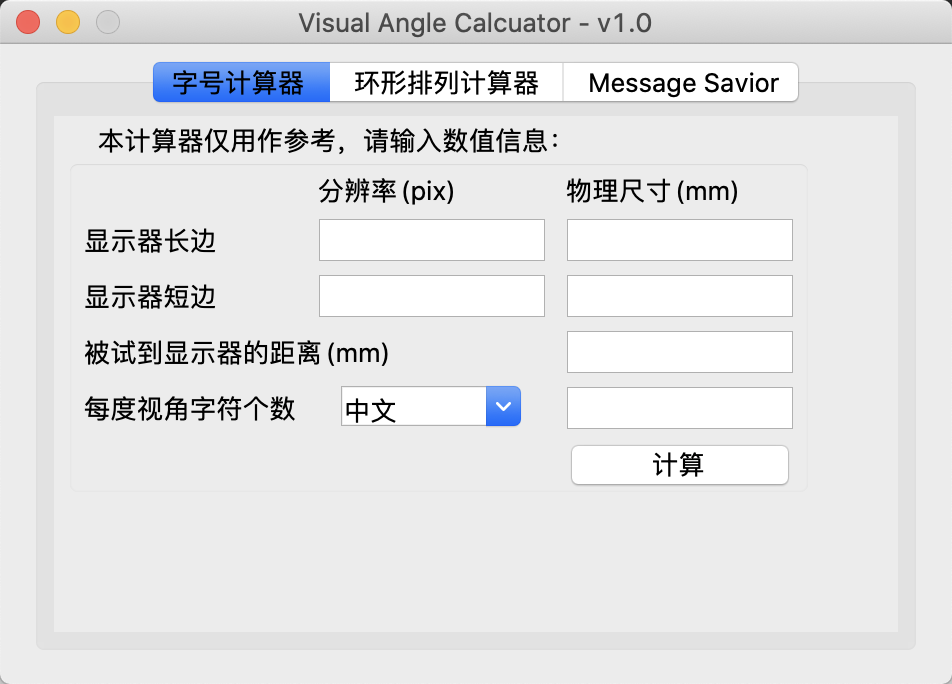 Visual Angle Calcuator - v1.0
字号计算器 环形排列计算器 Message Savior
本计算器仅用作参考，请输入数值信息：
分辨率(pix) 物理尺寸(mm)
显示器长边
显示器短边
被试到显示器的距离(mm)
每度视角字符个数 中文
计算